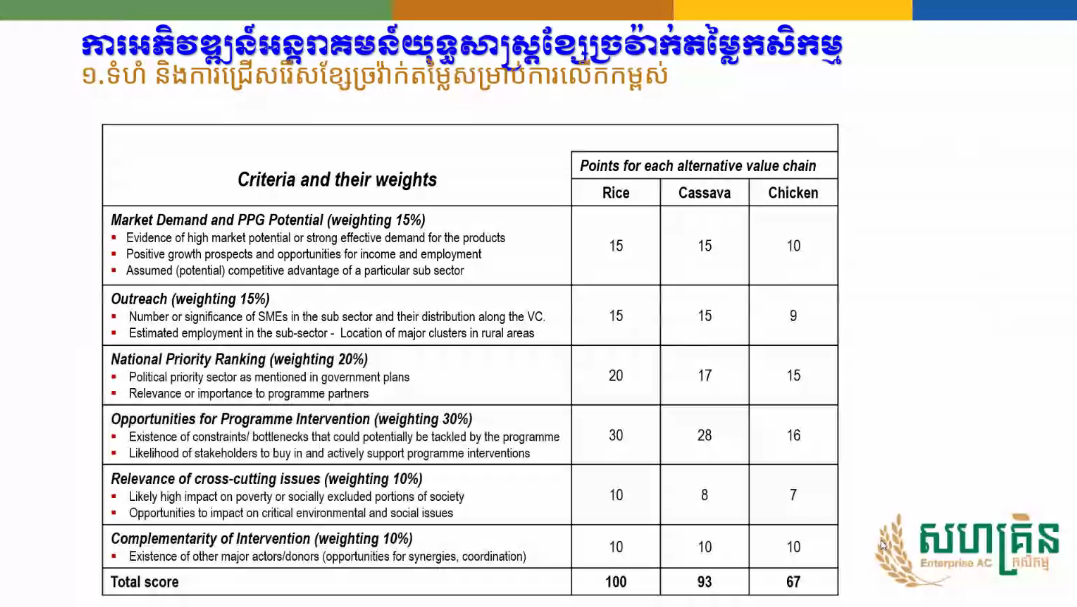 ការអភិវឌ្ឍន៍អន្តរាគមន៍យុទ្ធសាស្ត្រខ្សែច្រវ៉ាក់តម្លៃកសិកម្ម
១.ទំហំ និងការជ្រើសរើសខ្សែច្រវ៉ាក់តម្លៃសម្រាប់ការលើកកម្ពស់
Criteria and their weights
Points for each alternative value chain
Rice Cassava Chicken
Market Demand and PPG Potential (weighting 15%)
▪ Evidence of high market potential or strong effective demand for the products
▪ Positive growth prospects and opportunities for income and employment
▪ Assumed (potential) competitive advantage of a particular sub sector
15 15 10
Outreach (weighting 15%)
▪ Number or significance of SMEs in the sub sector and their distribution along the VC.
▪ Estimated employment in the sub-sector - Location of major clusters in rural areas
15 15 9
National Priority Ranking (weighting 20%)
▪ Political priority sector as mentioned in government plans
▪ Relevance or importance to programme partners
20 17 15
Opportunities for Programme Intervention (weighting 30%)
▪ Existence of constraints/ bottlenecks that could potentially be tackled by the programme
▪ Likelihood of stakeholders to buy in and actively support programme interventions
30 28 16
Relevance of cross-cutting issues (weighting 10%)
▪ Likely high impact on poverty or socially excluded portions of society
▪ Opportunities to impact on critical environmental and social issues
10 8 7
Complementarity of Intervention (weighting 10%)
▪ Existence of other major actors/donors (opportunities for synergies, coordination)
10 10 10
Total score 100 93 67
សហគ្រិន
Enterprise AC កសិកម្ម